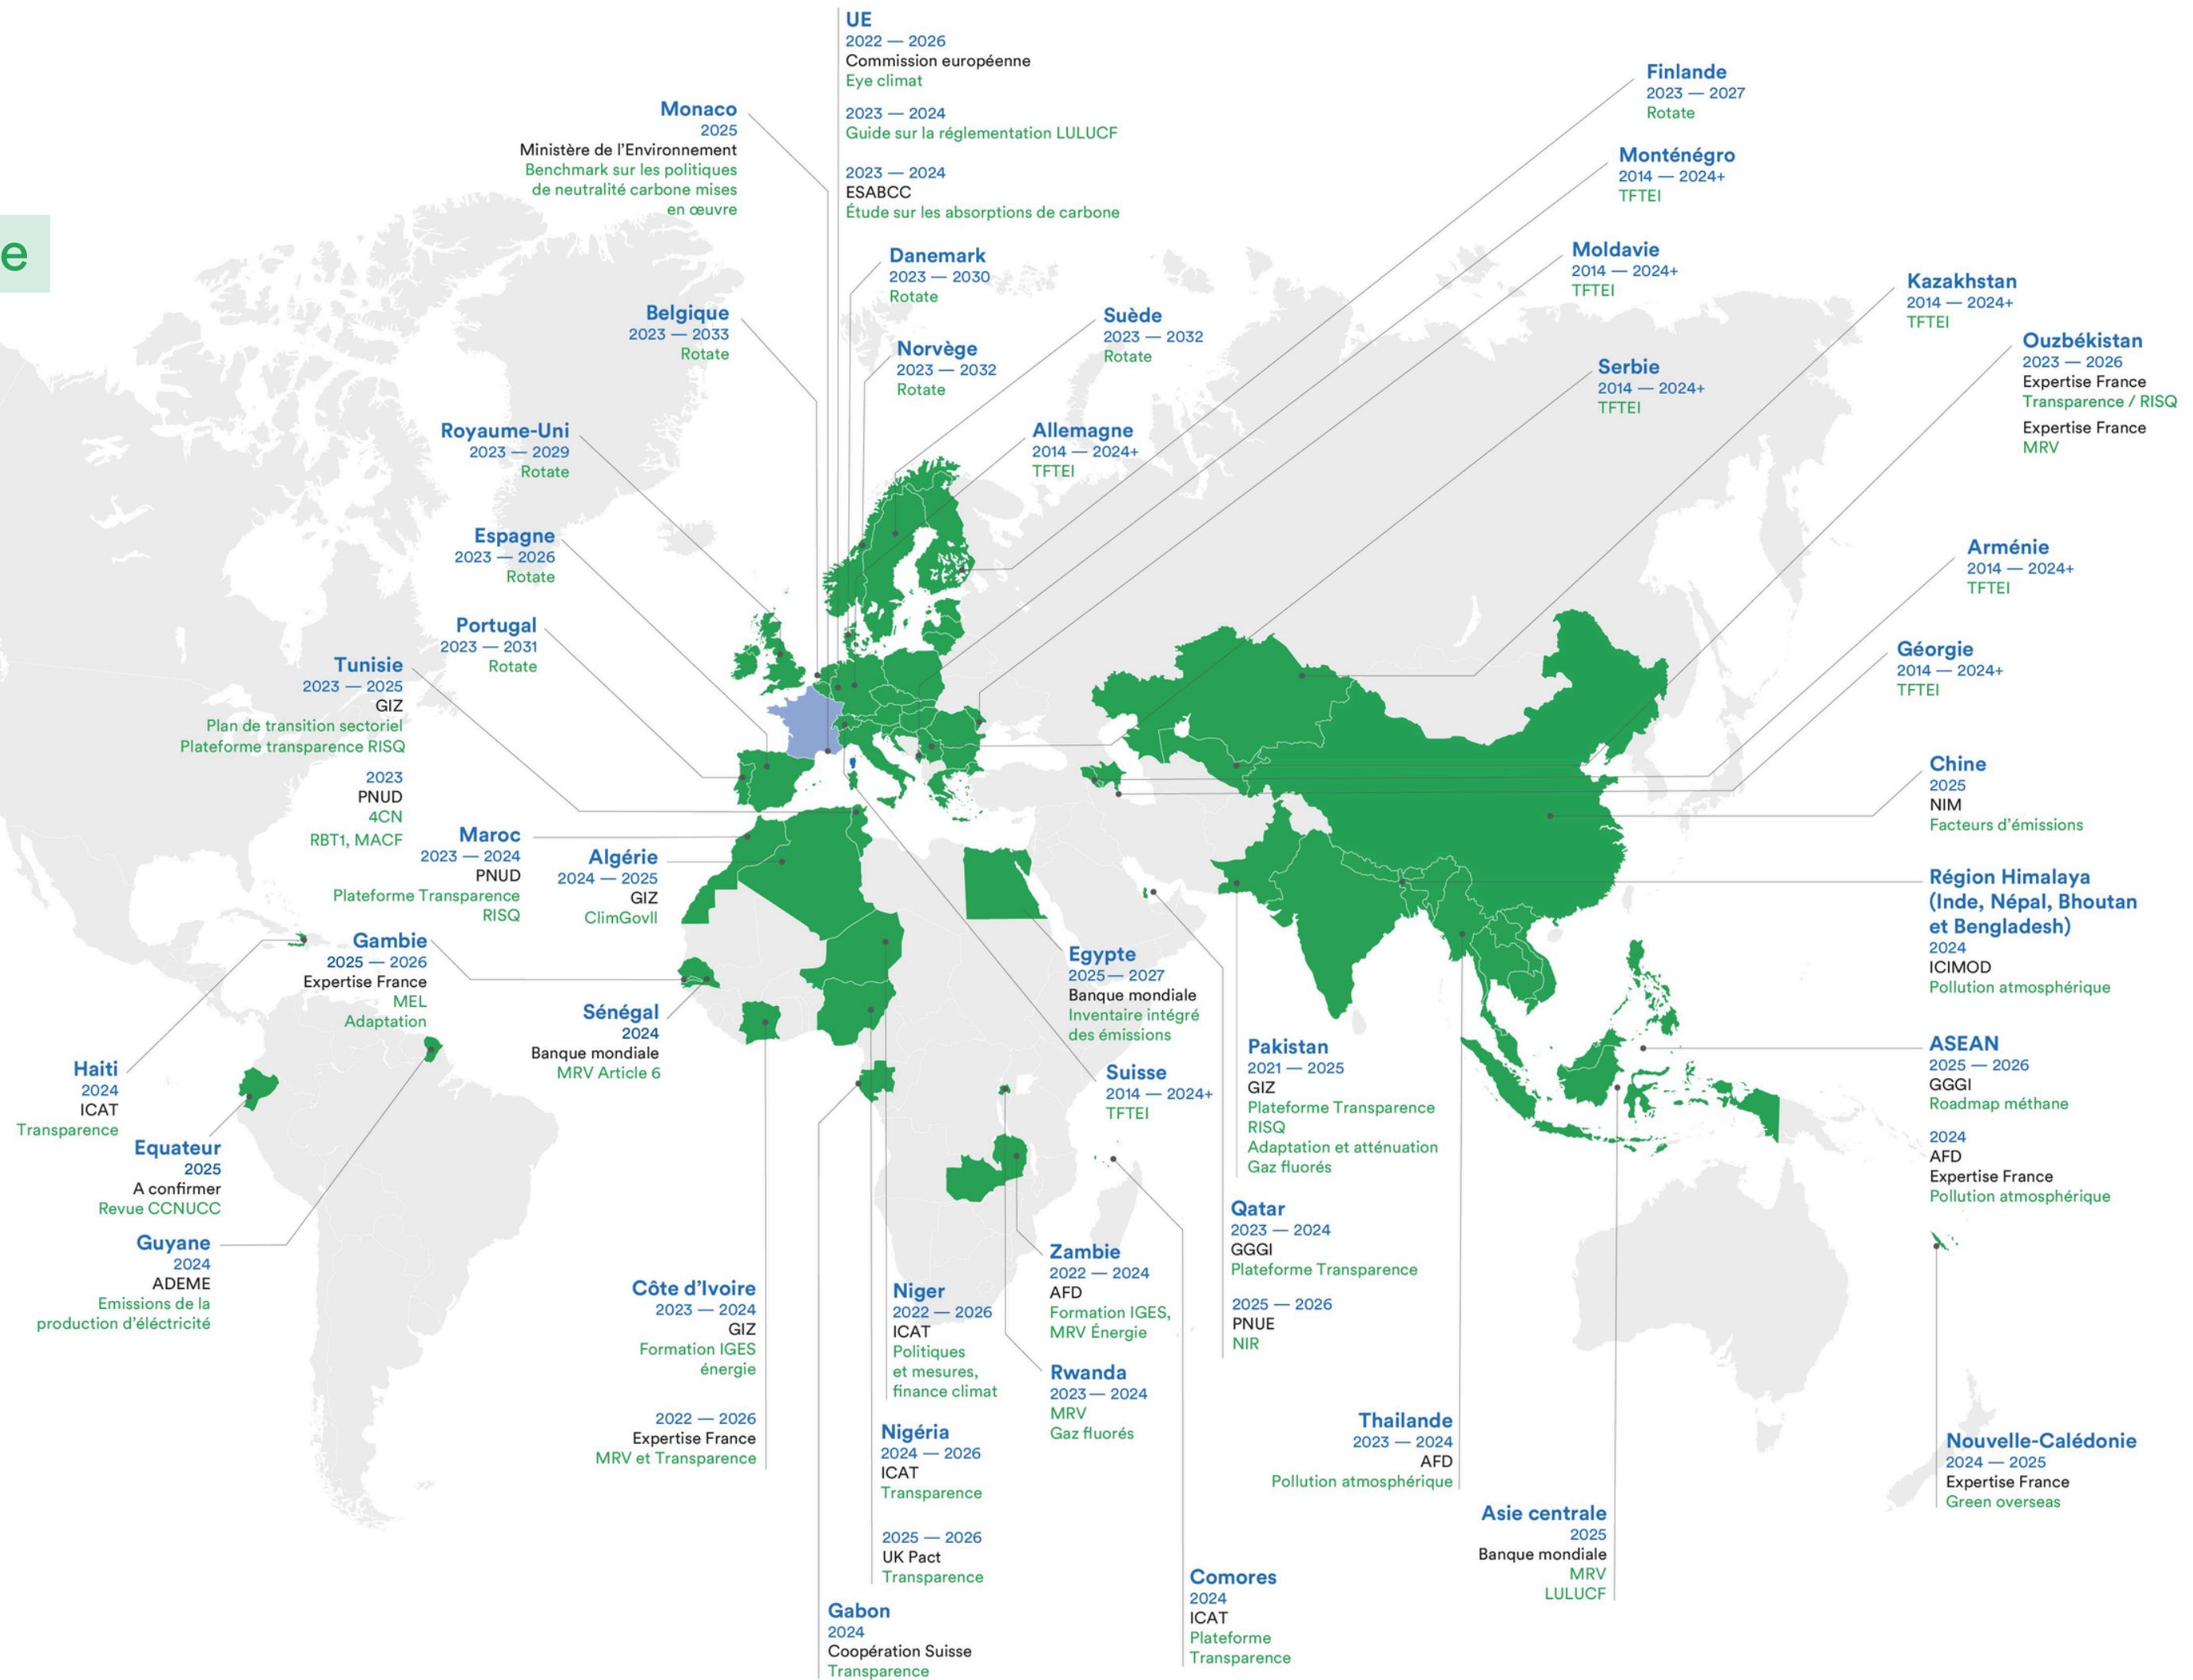 e
UE
2022 — 2026
Commission européenne
Eye climat
2023 — 2024
Guide sur la réglementation LULUCF
2023 — 2024
ESABCC
Étude sur les absorptions de carbone
Monaco
2025
Ministère de l'Environnement
Benchmark sur les politiques
de neutralité carbone mises
en œuvre
Finlande
2023 — 2027
Rotate
Monténégro
2014 — 2024+
TFTEI
Moldavie
2014 — 2024+
TFTEI
Kazakhstan
2014 — 2024+
TFTEI
Ouzbékistan
2023 — 2026
Expertise France
Transparence / RISQ
Expertise France
MRV
Danemark
2023 — 2030
Rotate
Belgique
2023 — 2033
Rotate
Suède
2023 — 2032
Rotate
Norvège
2023 — 2032
Rotate
Serbie
2014 — 2024+
TFTEI
Royaume-Uni
2023 — 2029
Rotate
Allemagne
2014 — 2024+
TFTEI
Espagne
2023 — 2026
Rotate
Arménie
2014 — 2024+
TFTEI
Portugal
2023 — 2031
Rotate
Géorgie
2014 — 2024+
TFTEI
Tunisie
2023 — 2025
GIZ
Plan de transition sectoriel
Plateforme transparence RISQ
2023
PNUD
4CN
RBT1, MACF
Chine
2025
NIM
Facteurs d'émissions
Maroc
2023 — 2024
PNUD
Plateforme Transparence
RISQ
Algérie
2024 — 2025
GIZ
ClimGovII
Région Himalaya
(Inde, Népal, Bhoutan
et Bengladesh)
2024
ICIMOD
Pollution atmosphérique
Gambie
2025 — 2026
Expertise France
MEL
Adaptation
Egypte
2025— 2027
Banque mondiale
Inventaire intégré
des émissions
Sénégal
2024
Banque mondiale
MRV Article 6
Pakistan
2021 — 2025
GIZ
Plateforme Transparence
RISQ
Adaptation et atténuation
Gaz fluorés
ASEAN
2025 — 2026
GGGI
Roadmap méthane
2024
AFD
Expertise France
Pollution atmosphérique
Haiti
2024
ICAT
Transparence
Suisse
2014 — 2024+
TFTEI
Equateur
2025
A confirmer
Revue CCNUCC
Qatar
2023 — 2024
GGGI
Plateforme Transparence
2025 — 2026
PNUE
NIR
Guyane
2024
ADEME
Emissions de la
production d'éléctricité
Zambie
2022 — 2024
AFD
Formation IGES,
MRV Énergie
Côte d'Ivoire
2023 — 2024
GIZ
Formation IGES
énergie
2022 — 2026
Expertise France
MRV et Transparence
Niger
2022 — 2026
ICAT
Politiques
et mesures,
finance climat
Rwanda
2023— 2024
MRV
Gaz fluorés
Nigéria
2024 — 2026
ICAT
Transparence
2025 — 2026
UK Pact
Transparence
Thailande
2023 — 2024
AFD
Pollution atmosphérique
Nouvelle-Calédonie
2024 — 2025
Expertise France
Green overseas
Asie centrale
2025
Banque mondiale
MRV
LULUCF
Comores
2024
ICAT
Plateforme
Transparence
Gabon
2024
Coopération Suisse
Transparence